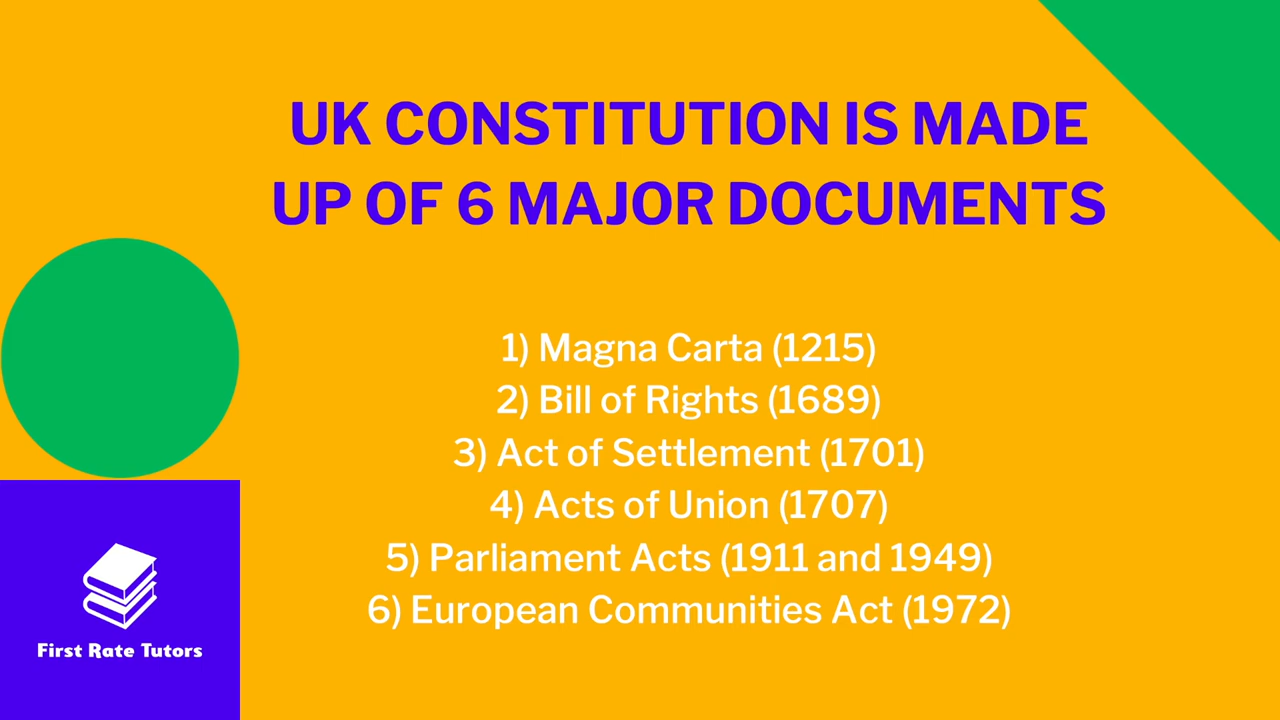 UK CONSTITUTION IS MADE
UP OF 6 MAJOR DOCUMENTS
1) Magna Carta (1215)
2) Bill of Rights (1689)
3) Act of Settlement (1701)
4) Acts of Union (1707)
5) Parliament Acts (1911 and 1949)
6) European Communities Act (1972)
First Rate Tutors